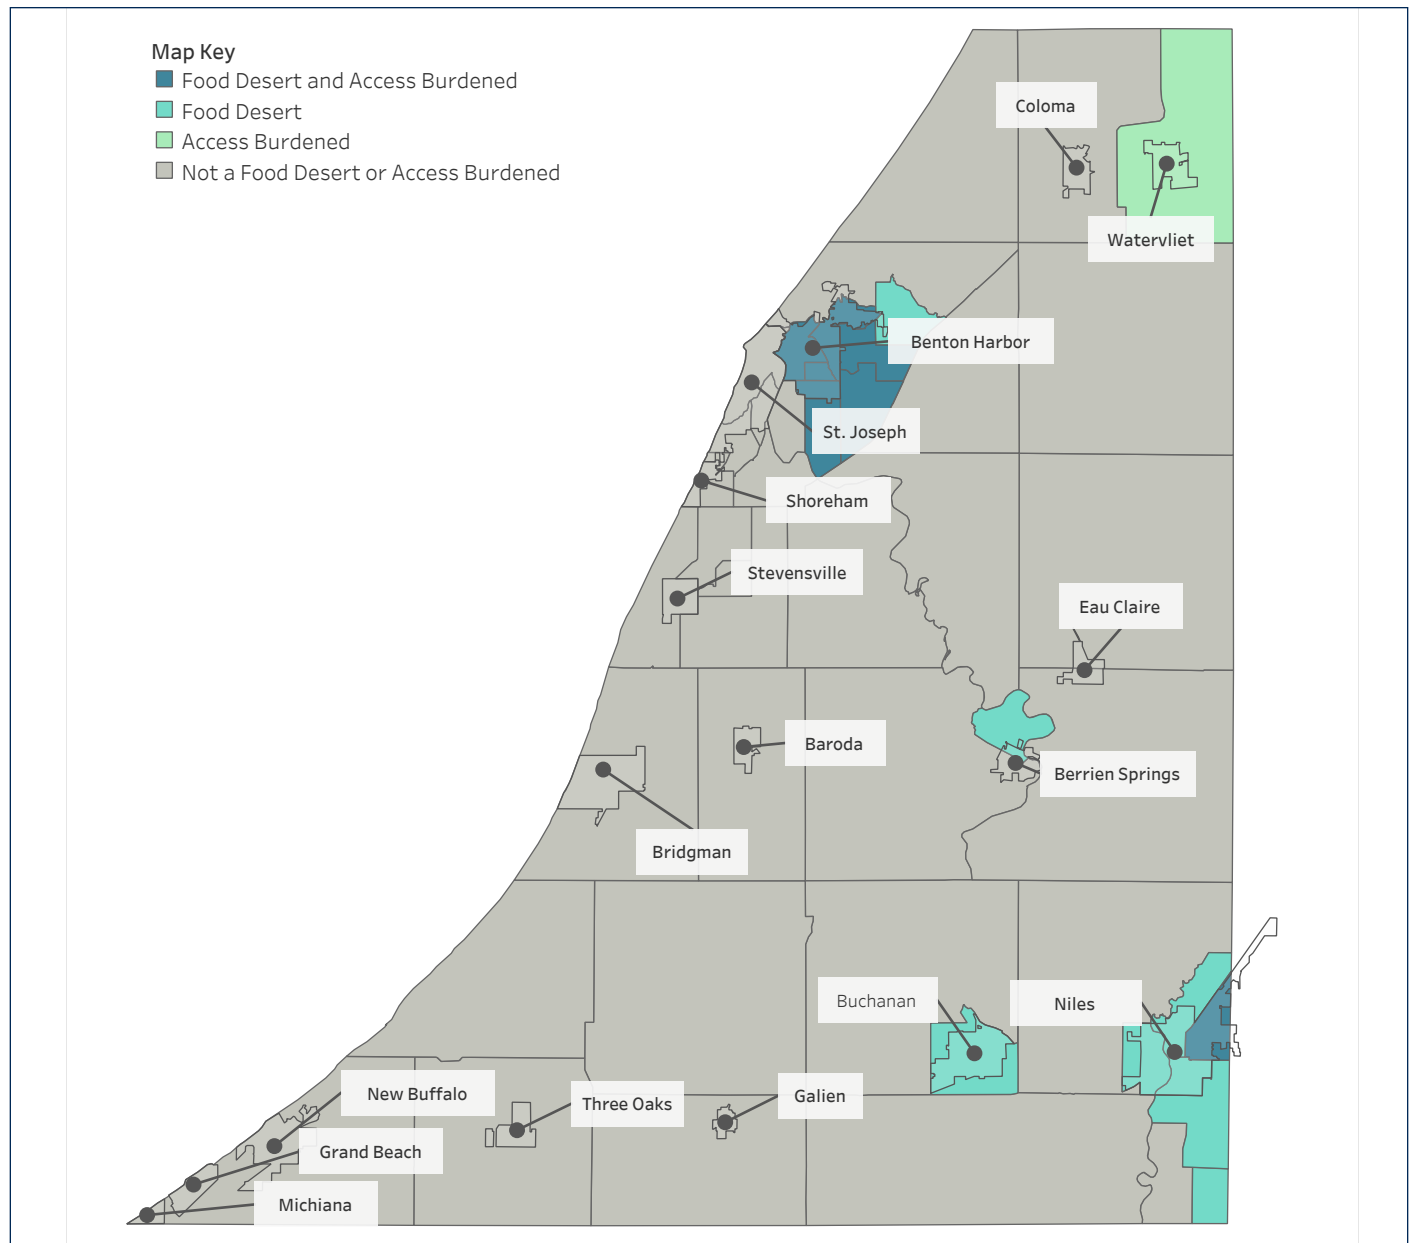 Map Key
Food Desert and Access Burdened
Food Desert
Access Burdened
Not a Food Desert or Access Burdened
Coloma
Watervliet
Benton Harbor
St. Joseph
Shoreham
Stevensville
Eau Claire
Baroda
Berrien Springs
Bridgman
Buchanan
Niles
New Buffalo
Three Oaks
Galien
Grand Beach
Michiana